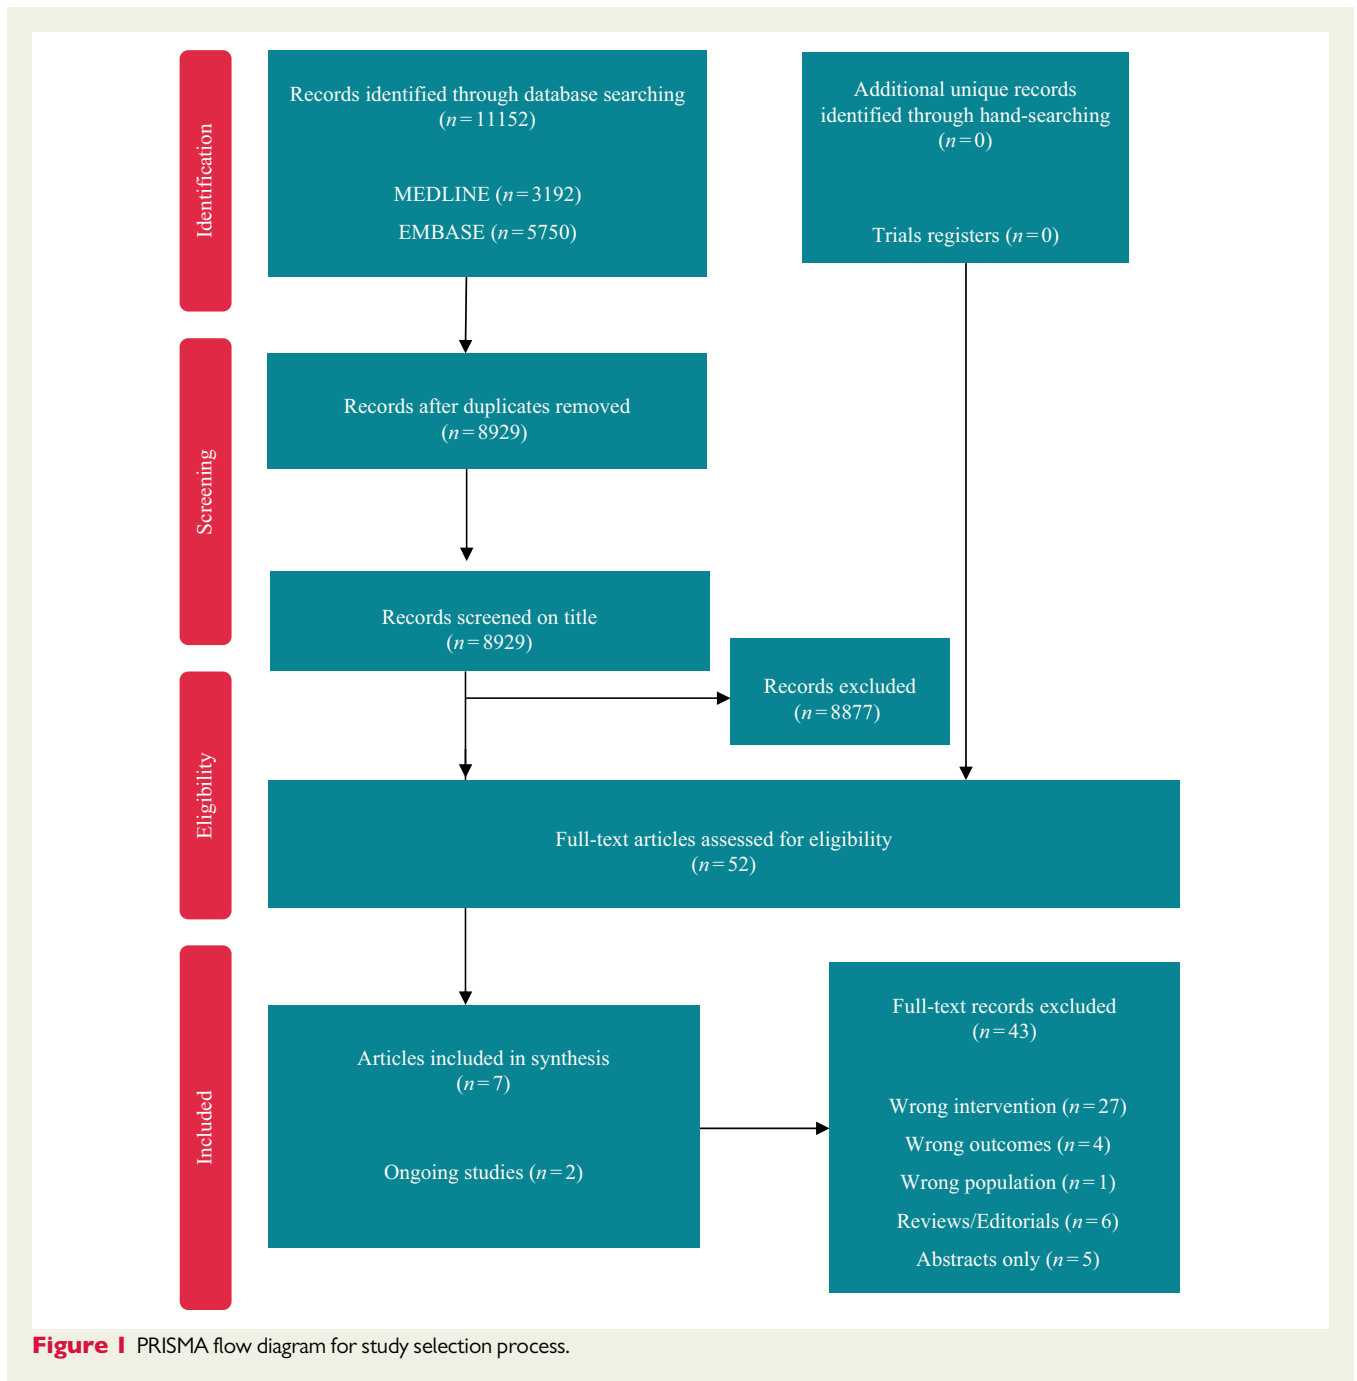 Identification
Records identified through database searching
(n=11152)
MEDLINE (n=3192)
EMBASE (n=5750)
Additional unique records
identified through hand-searching
(n=0)
Trials registers (n=0)
Screening
Records after duplicates removed
(n=8929)
Records screened on title
(n=8929)
Eligibility
Records excluded
(n=8877)
Full-text articles assessed for eligibility
(n=52)
Included
Articles included in synthesis
(n=7)
Ongoing studies (n=2)
Full-text records excluded
(n=43)
Wrong intervention (n=27)
Wrong outcomes (n=4)
Wrong population (n=1)
Reviews/Editorials (n=6)
Abstracts only (n=5)
Figure 1 PRISMA flow diagram for study selection process.